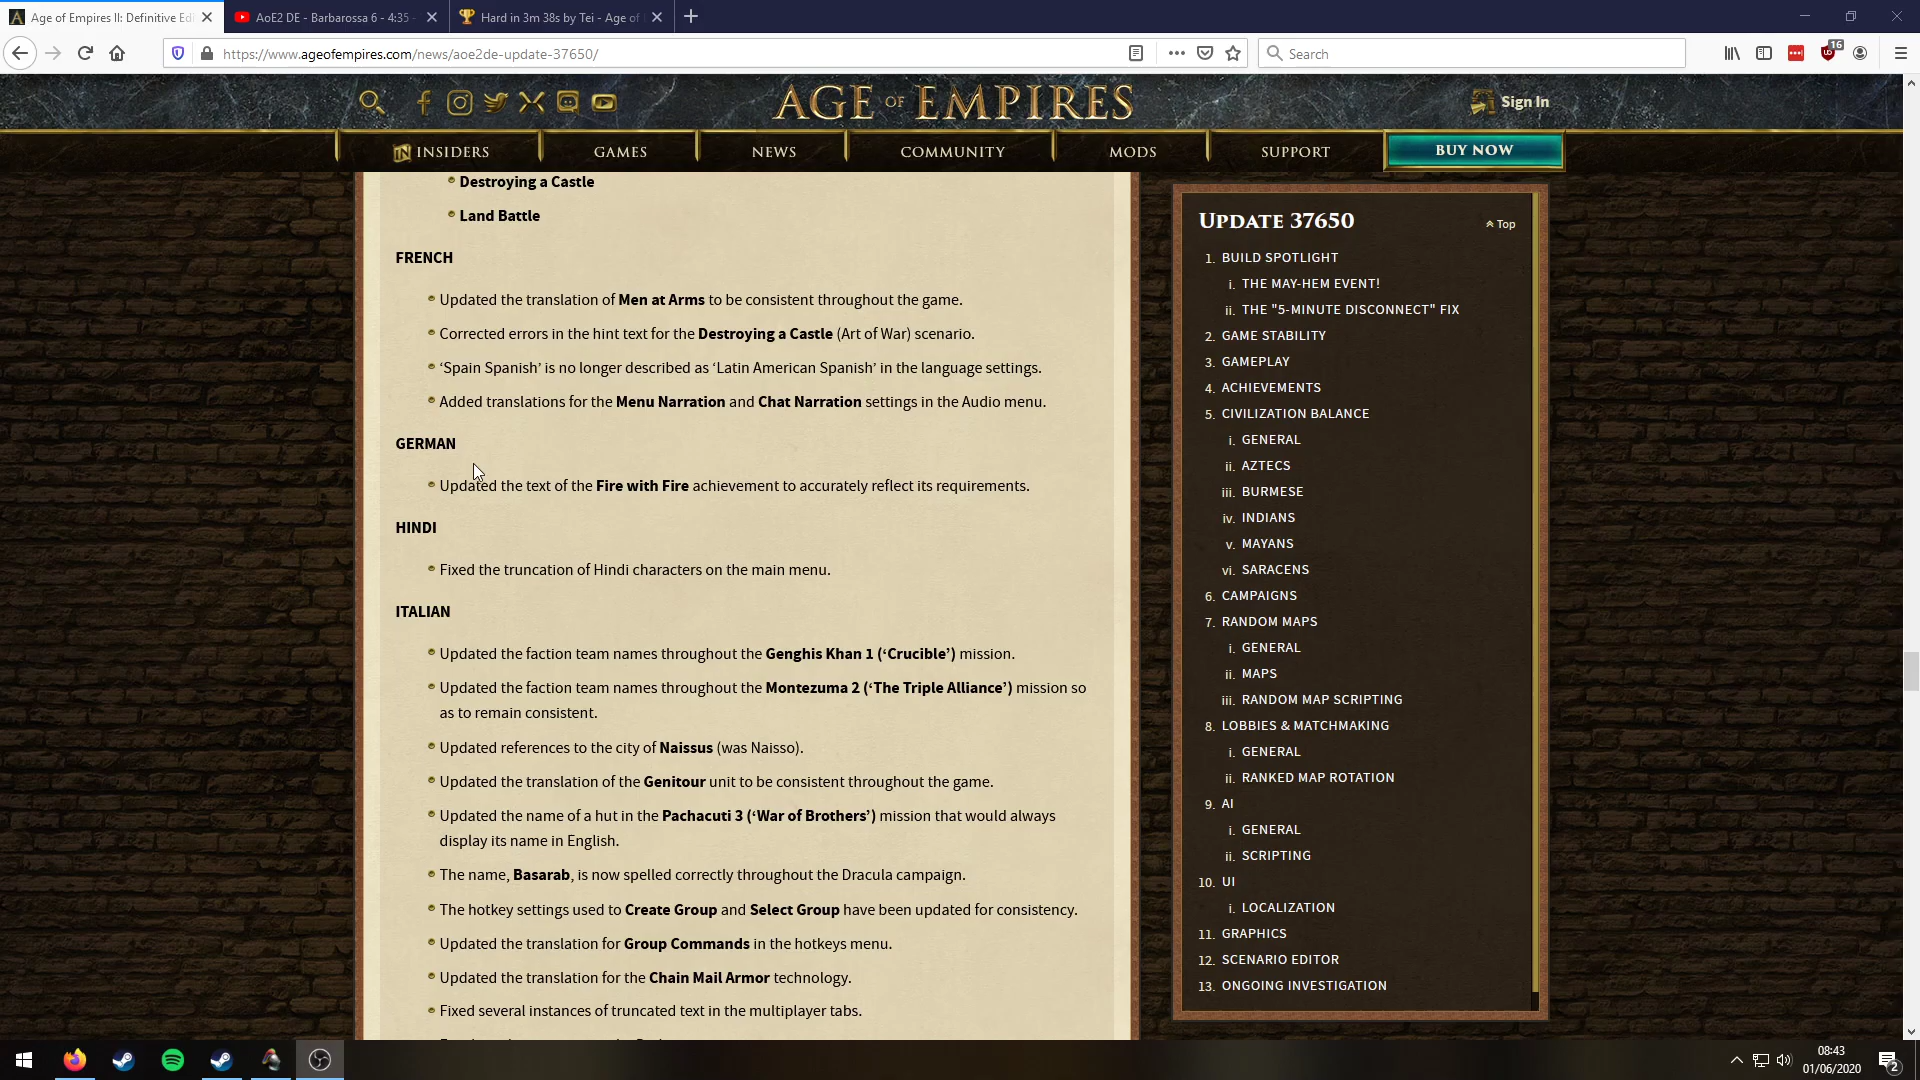 Age of Empires II: Definitive Edi
AoE2 DE - Barbarossa 6 - 4:35 -
Hard in 3m 38s by Tei - Age of
https://www.ageofempires.com/news/aoe2de-update-37650/
Search
16
AGE OF EMPIRES
Sign In
INSIDERS
GAMES
NEWS
COMMUNITY
MODS
SUPPORT
BUY NOW
Destroying a Castle
Land Battle
FRENCH
Updated the translation of Men at Arms to be consistent throughout the game.
Corrected errors in the hint text for the Destroying a Castle (Art of War) scenario.
‘Spain Spanish’ is no longer described as ‘Latin American Spanish’ in the language settings.
Added translations for the Menu Narration and Chat Narration settings in the Audio menu.
GERMAN
Updated the text of the Fire with Fire achievement to accurately reflect its requirements.
HINDI
Fixed the truncation of Hindi characters on the main menu.
ITALIAN
Updated the faction team names throughout the Genghis Khan 1 (‘Crucible’) mission.
Updated the faction team names throughout the Montezuma 2 (‘The Triple Alliance’) mission so
as to remain consistent.
Updated references to the city of Naissus (was Naisso).
Updated the translation of the Genitour unit to be consistent throughout the game.
Updated the name of a hut in the Pachacuti 3 (‘War of Brothers’) mission that would always
display its name in English.
The name, Basarab, is now spelled correctly throughout the Dracula campaign.
The hotkey settings used to Create Group and Select Group have been updated for consistency.
Updated the translation for Group Commands in the hotkeys menu.
Updated the translation for the Chain Mail Armor technology.
Fixed several instances of truncated text in the multiplayer tabs.
UPDATE 37650
Top
1. BUILD SPOTLIGHT
i. THE MAY-HEM EVENT!
ii. THE "5-MINUTE DISCONNECT" FIX
2. GAME STABILITY
3. GAMEPLAY
4. ACHIEVEMENTS
5. CIVILIZATION BALANCE
i. GENERAL
ii. AZTECS
iii. BURMESE
iv. INDIANS
v. MAYANS
vi. SARACENS
6. CAMPAIGNS
7. RANDOM MAPS
i. GENERAL
ii. MAPS
iii. RANDOM MAP SCRIPTING
8. LOBBIES & MATCHMAKING
i. GENERAL
ii. RANKED MAP ROTATION
9. AI
i. GENERAL
ii. SCRIPTING
10. UI
i. LOCALIZATION
11. GRAPHICS
12. SCENARIO EDITOR
13. ONGOING INVESTIGATION
08:43
01/06/2020
2